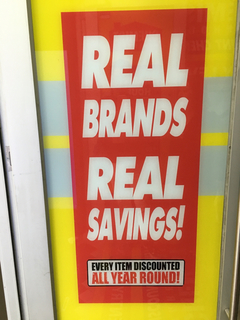 REAL
BRANDS
REAL
SAVINGS!
EVERY ITEM DISCOUNTED
ALL YEAR ROUND!